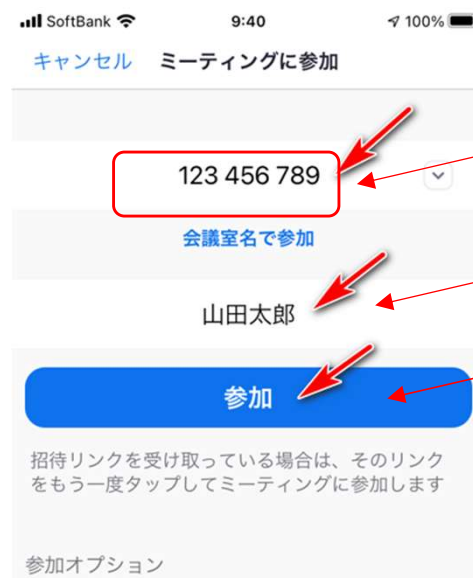 SoftBank 9:40 100%
キャンセル ミーティングに参加
123 456 789
会議室名で参加
山田太郎
参加
招待リンクを受け取っている場合は、そのリンク
をもう一度タップしてミーティングに参加します
参加オプション